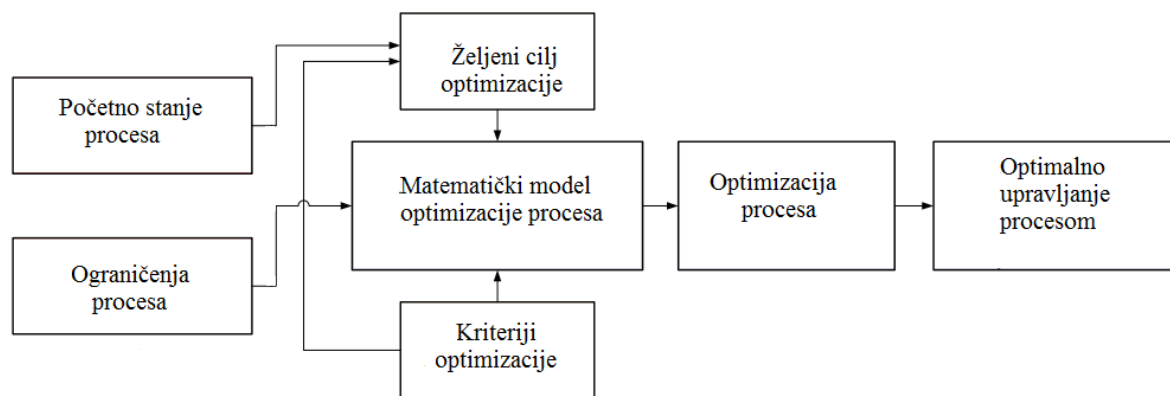 Željeni cilj
optimizacije
Početno stanje
procesa
Matematički model
optimizacije procesa
Optimizacija
procesa
Optimalno
upravljanje
procesom
Ograničenja
procesa
Kriteriji
optimizacije